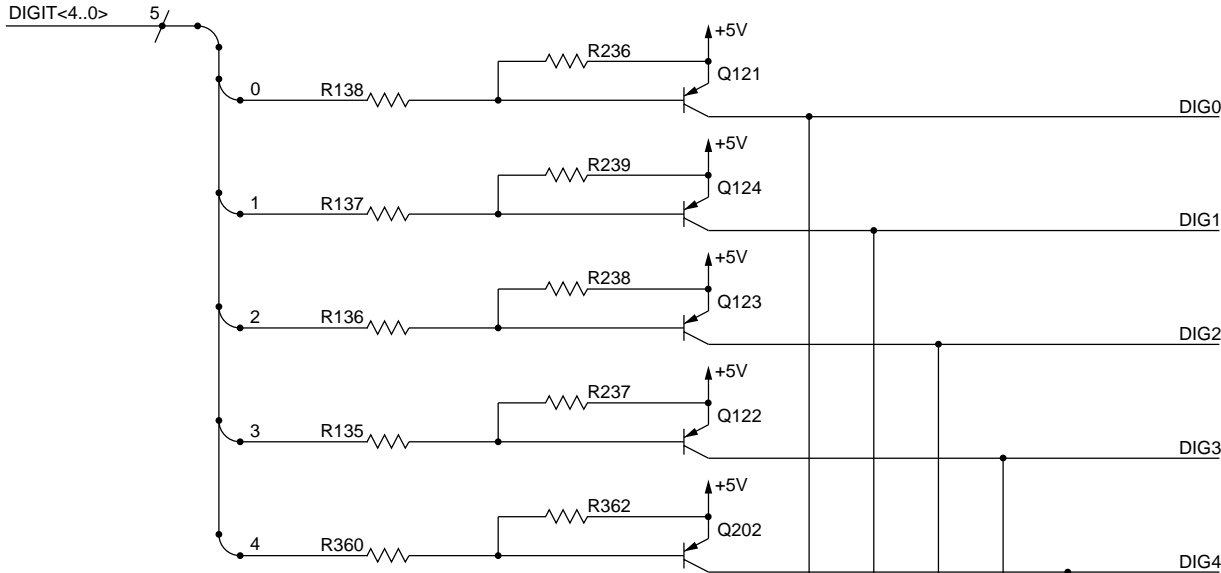 DIGIT<4..0> 5
+5V
R236
Q121
0 R138
DIG0
+5V
R239
Q124
1 R137
DIG1
+5V
R238
Q123
2 R136
DIG2
+5V
R237
Q122
3 R135
DIG3
+5V
R362
Q202
4 R360
DIG4